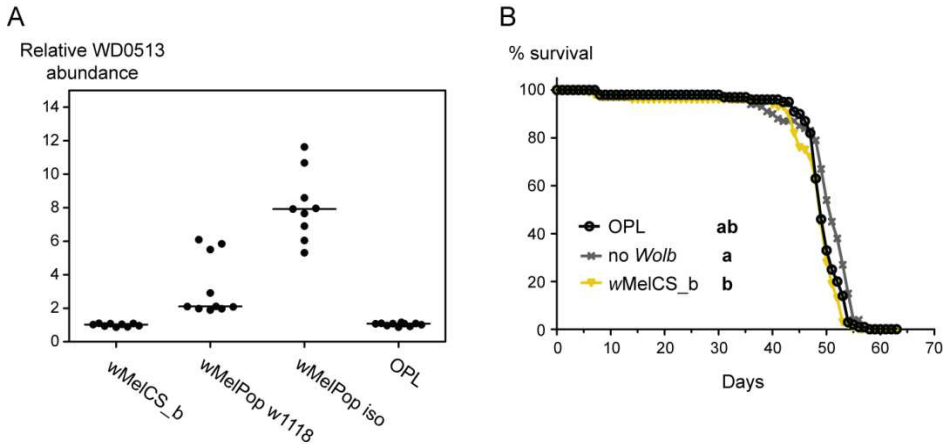 A
Relative WD0513
abundance
14
12
10
8
6
4
2
0
wMelCS_b
wMelPop w1118
wMelPop iso
OPL
B
% survival
100
80
60
40
20
0
OPL ab
no Wolb a
wMelCS_b b
0 10 20 30 40 50 60 70
Days